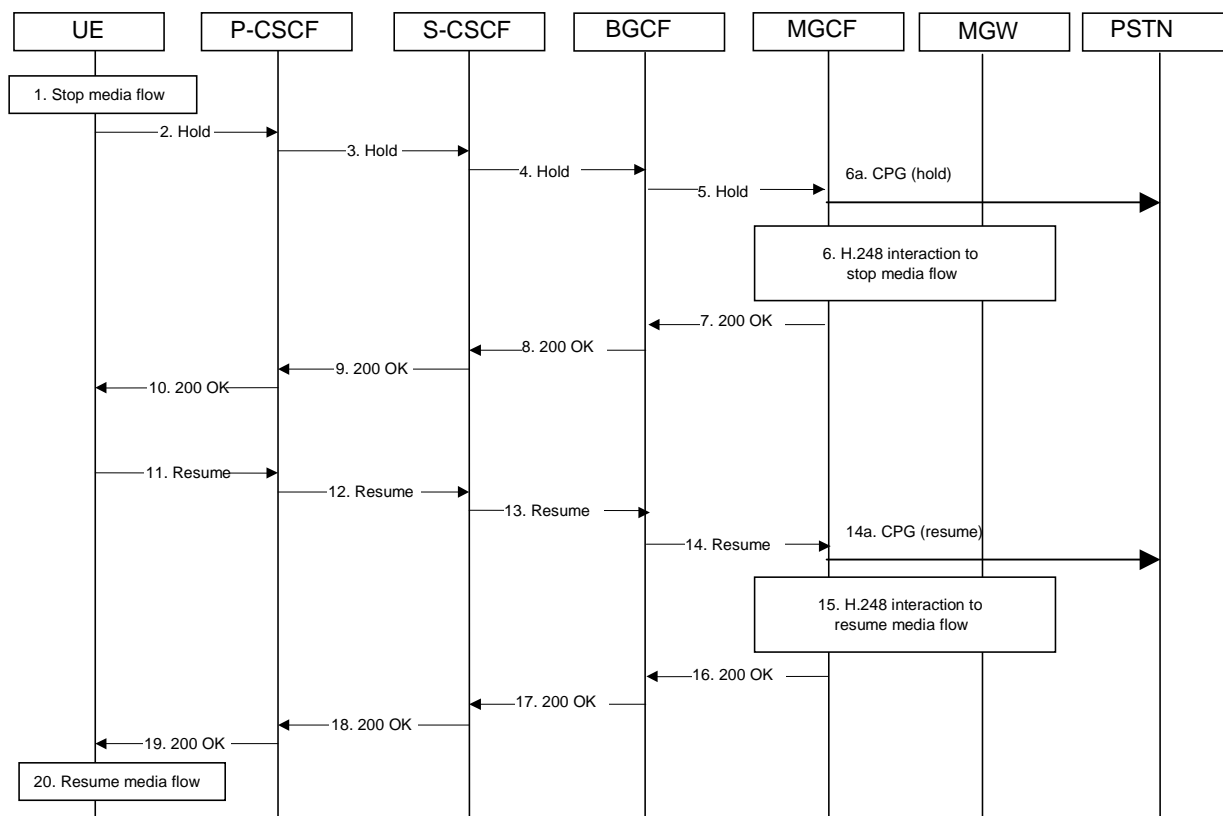 UE
P-CSCF
S-CSCF
BGCF
MGCF
MGW
PSTN
1. Stop media flow
2. Hold
3. Hold
4. Hold
5. Hold
6a. CPG (hold)
6. H.248 interaction to
stop media flow
7. 200 OK
8. 200 OK
9. 200 OK
10. 200 OK
11. Resume
12. Resume
13. Resume
14. Resume
14a. CPG (resume)
15. H.248 interaction to
resume media flow
16. 200 OK
17. 200 OK
18. 200 OK
19. 200 OK
20. Resume media flow